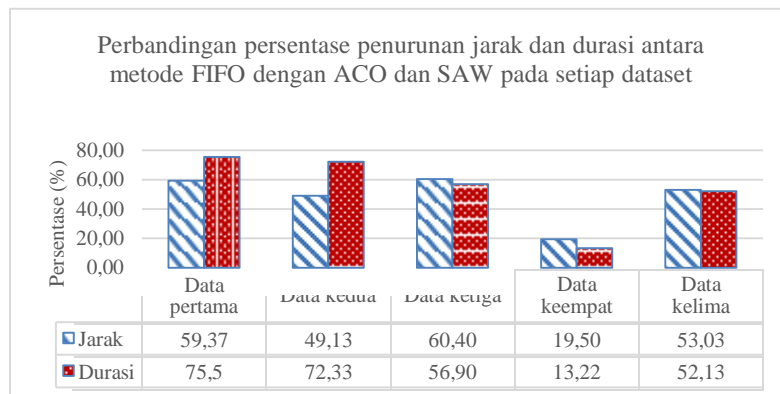 Perbandingan persentase penurunan jarak dan durasi antara
metode FIFO dengan ACO dan SAW pada setiap dataset
Persentase (%)
80,00
60,00
40,00
20,00
0,00
Data pertama Data kedua Data ketiga Data keempat Data kelima
Jarak 59,37 49,13 60,40 19,50 53,03
Durasi 75,5 72,33 56,90 13,22 52,13